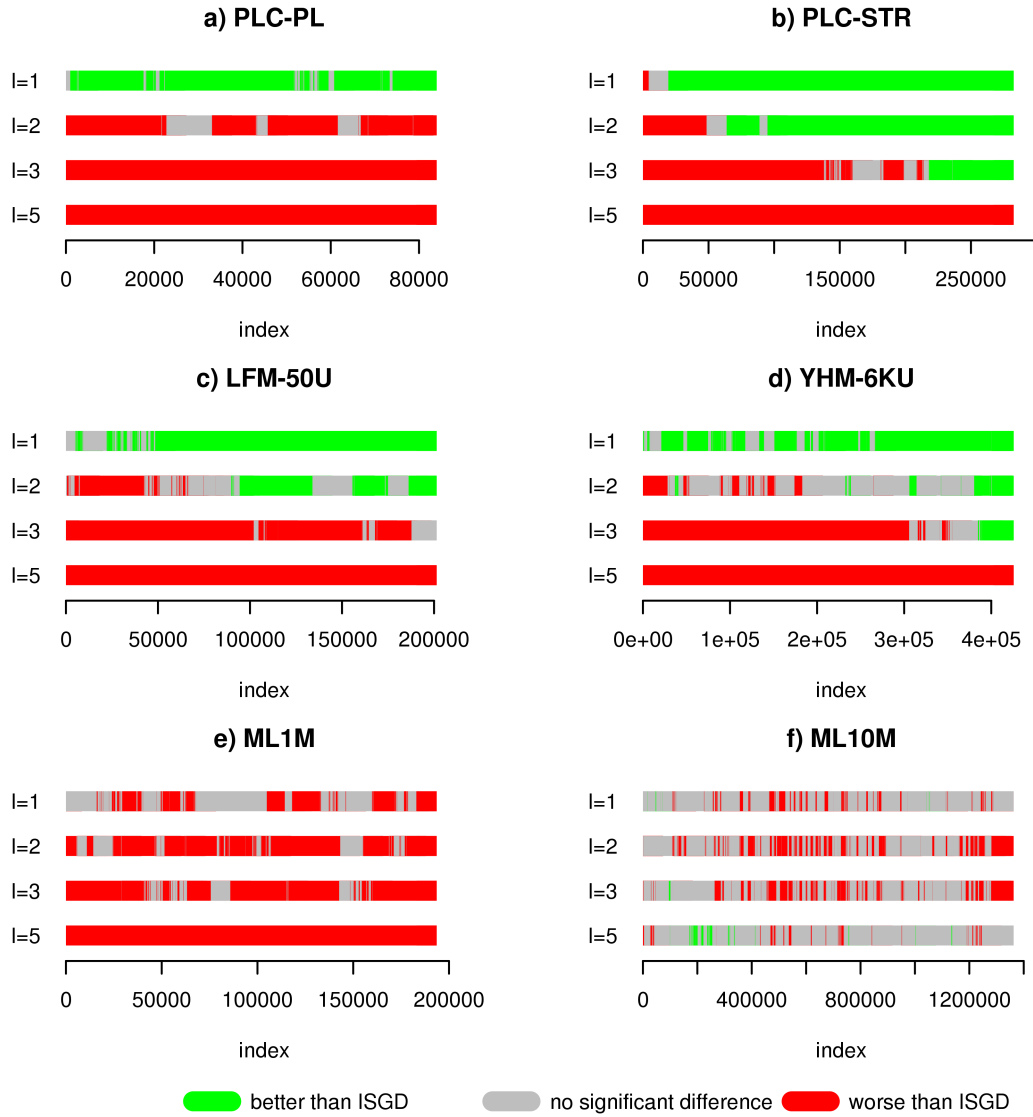 a) PLC-PL
l=1
l=2
l=3
l=5
0 20000 40000 60000 80000
index
b) PLC-STR
l=1
l=2
l=3
l=5
0 50000 150000 250000
index
c) LFM-50U
l=1
l=2
l=3
l=5
0 50000 100000 150000 200000
index
d) YHM-6KU
l=1
l=2
l=3
l=5
0e+00 1e+05 2e+05 3e+05 4e+05
index
e) ML1M
l=1
l=2
l=3
l=5
0 50000 100000 150000 200000
index
f) ML10M
l=1
l=2
l=3
l=5
0 400000 800000 1200000
index
better than ISGD no significant difference worse than ISGD